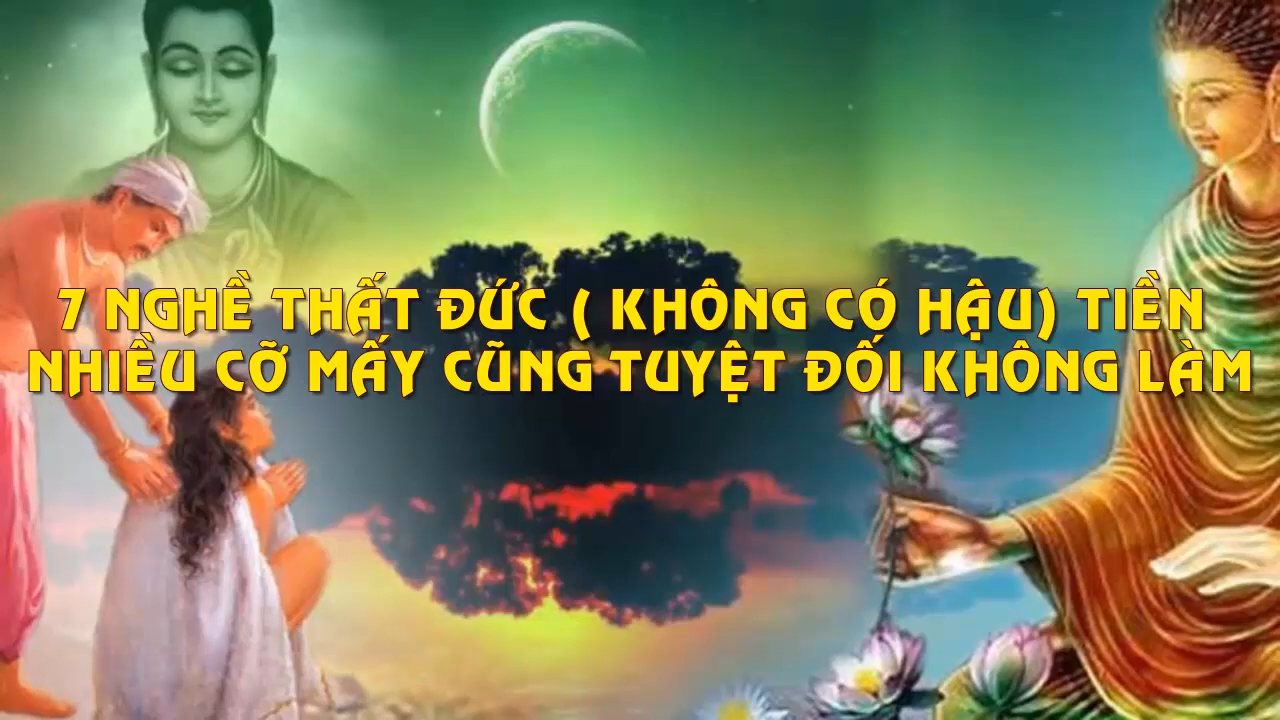 7 NGHỀ THẤT ĐỨC ( KHÔNG CÓ HẬU) TIỀN
NHIỀU CỠ MẤY CŨNG TUYỆT ĐỐI KHÔNG LÀM